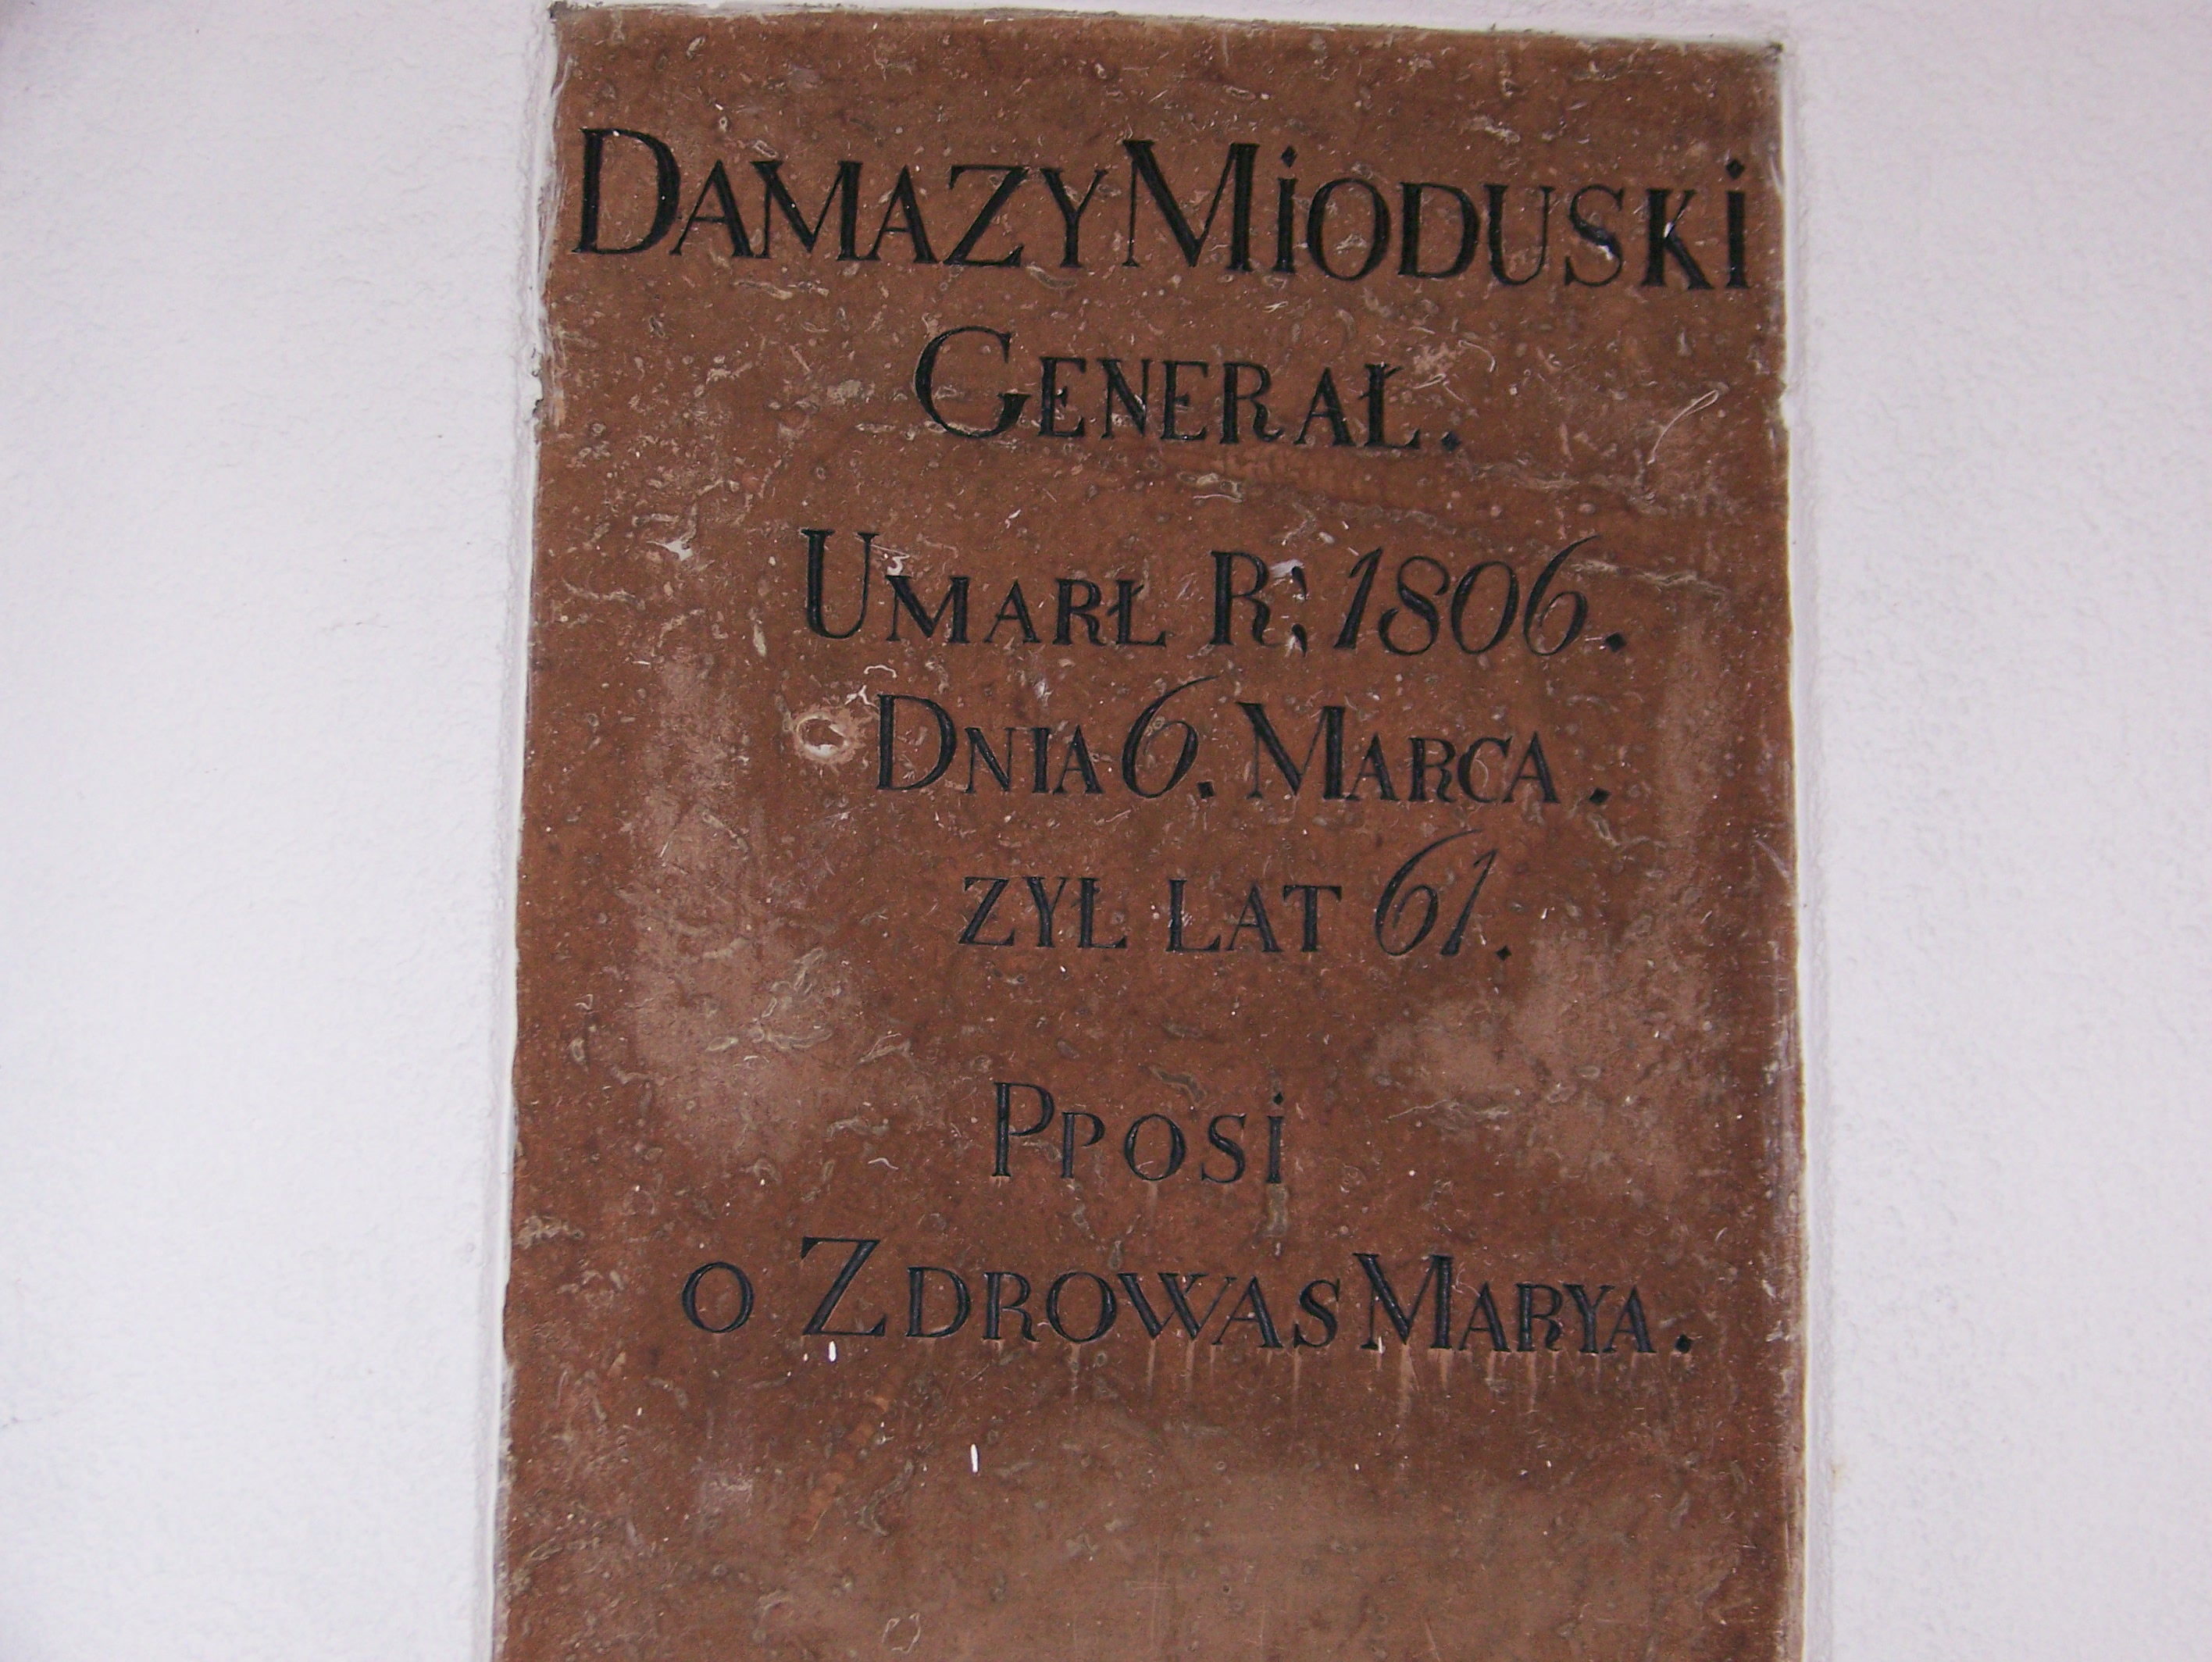 DAMAZY MiODUSKi
GENERAŁ.
UMARŁ R; 1806.
DNIA 6. MARCA.
ZYŁ LAT 61.
PPOSi
O ZDROWAS MARYA.